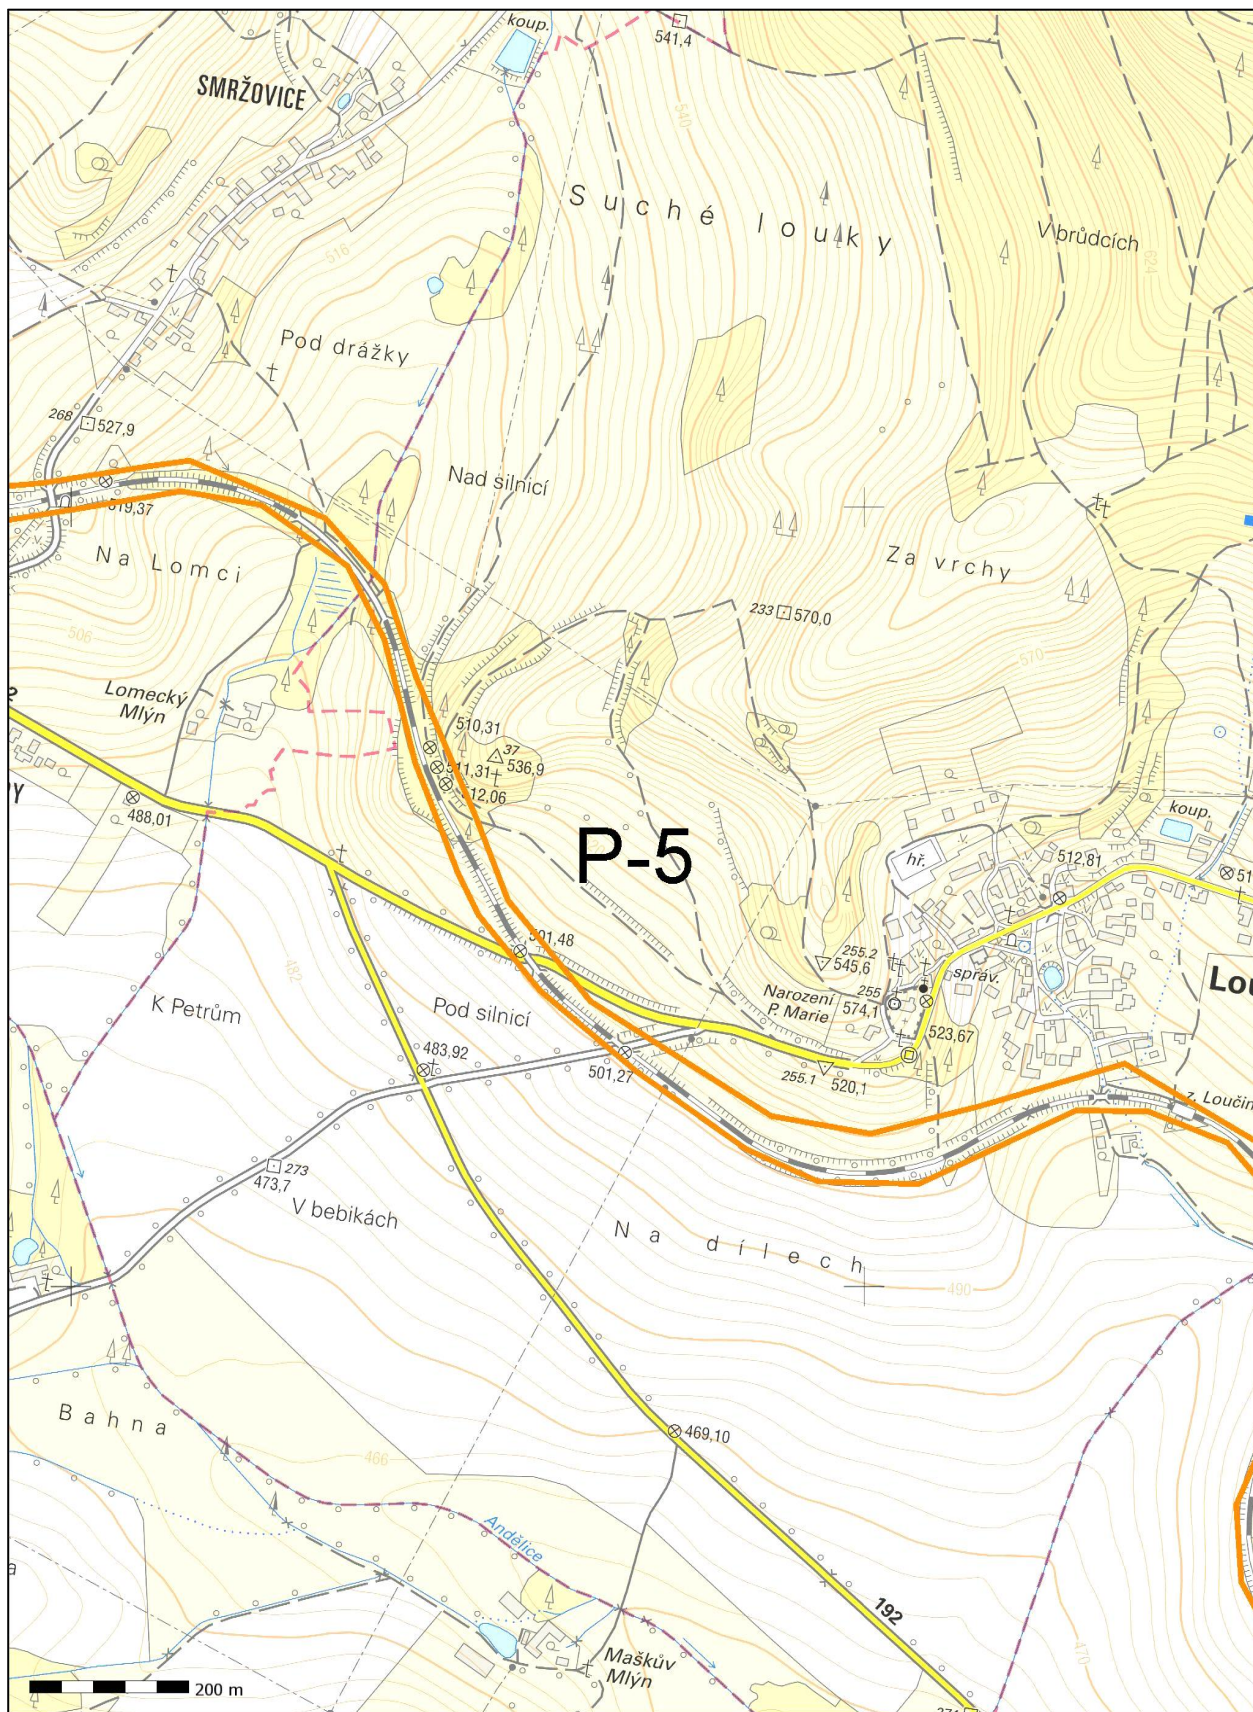 koup.
541,4
SMRŽOVICE
540
Suché louky
V brůdcích
516
624
Pod drážky
268
527,9
Nad silnicí
519,37
Na Lomci
Za vrchy
233
570,0
506
570
Lomecký
Mlýn
510,31
37
536,9
511,31
512,06
488,01
koup.
P-5
hř.
512,81
501,48
255.2
545,6
správ.
482
255
Narození
P. Marie
574,1
K Petrům
Pod silnicí
523,67
483,92
501,27
255.1
520,1
z. Loučim
273
473,7
V bebikách
Na dílech
490
Bahna
469,10
466
Andělice
192
Maškův
Mlýn
470
200 m